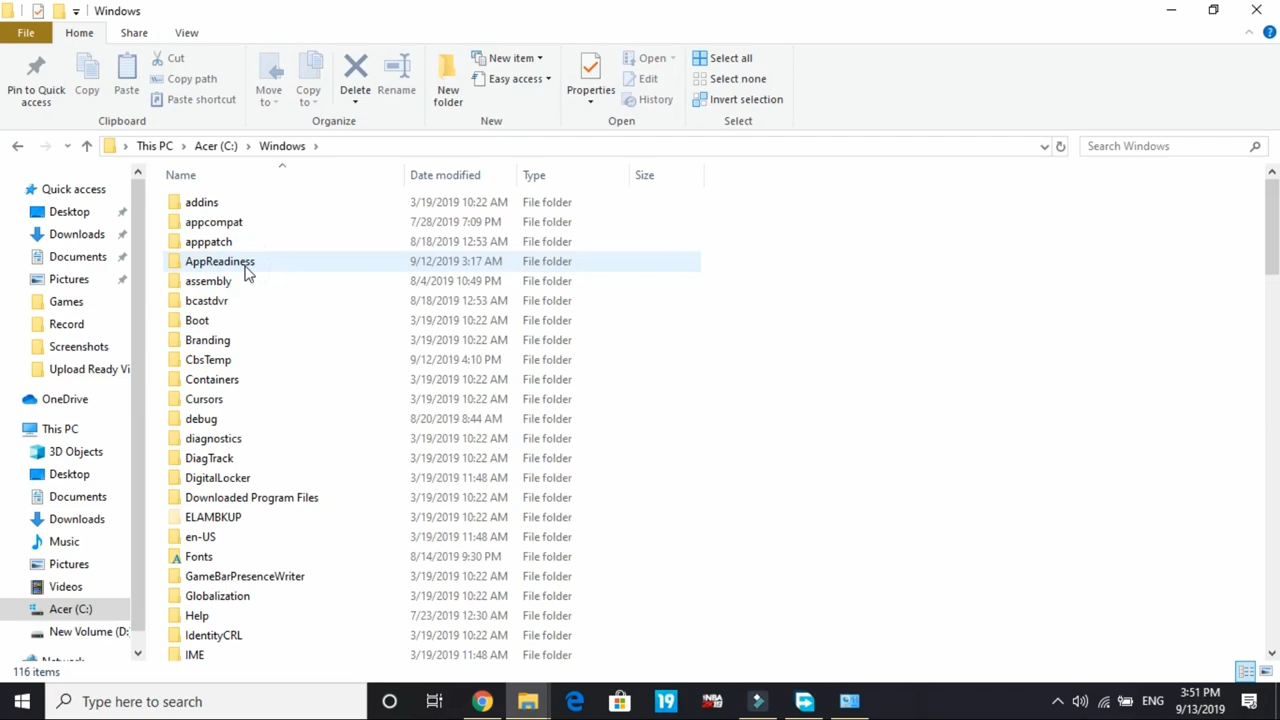 Windows
File Home Share View
Pin to Quick access
Copy
Paste
Cut
Copy path
Paste shortcut
Clipboard
Move to
Copy to
Delete
Rename
Organize
New folder
New item
Easy access
New
Properties
Open
Edit
History
Open
Select all
Select none
Invert selection
Select
This PC > Acer (C:) > Windows >
Search Windows
Quick access
Desktop
Downloads
Documents
Pictures
Games
Record
Screenshots
Upload Ready Vi
OneDrive
This PC
3D Objects
Desktop
Documents
Downloads
Music
Pictures
Videos
Acer (C:)
New Volume (D:
Network
Name Date modified Type Size
addins 3/19/2019 10:22 AM File folder
appcompat 7/28/2019 7:09 PM File folder
apppatch 8/18/2019 12:53 AM File folder
AppReadiness 9/12/2019 3:17 AM File folder
assembly 8/4/2019 10:49 PM File folder
bcastdvr 8/18/2019 12:53 AM File folder
Boot 3/19/2019 10:22 AM File folder
Branding 3/19/2019 10:22 AM File folder
CbsTemp 9/12/2019 4:10 PM File folder
Containers 3/19/2019 10:22 AM File folder
Cursors 3/19/2019 10:22 AM File folder
debug 8/20/2019 8:44 AM File folder
diagnostics 3/19/2019 10:22 AM File folder
DiagTrack 3/19/2019 10:22 AM File folder
DigitalLocker 3/19/2019 11:48 AM File folder
Downloaded Program Files 3/19/2019 10:22 AM File folder
ELAMBKUP 3/19/2019 10:22 AM File folder
en-US 3/19/2019 11:48 AM File folder
Fonts 8/14/2019 9:30 PM File folder
GameBarPresenceWriter 3/19/2019 10:22 AM File folder
Globalization 3/19/2019 10:22 AM File folder
Help 7/23/2019 12:30 AM File folder
IdentityCRL 3/19/2019 10:22 AM File folder
IME 3/19/2019 11:48 AM File folder
116 items
Type here to search
19
ENG
3:51 PM
9/13/2019